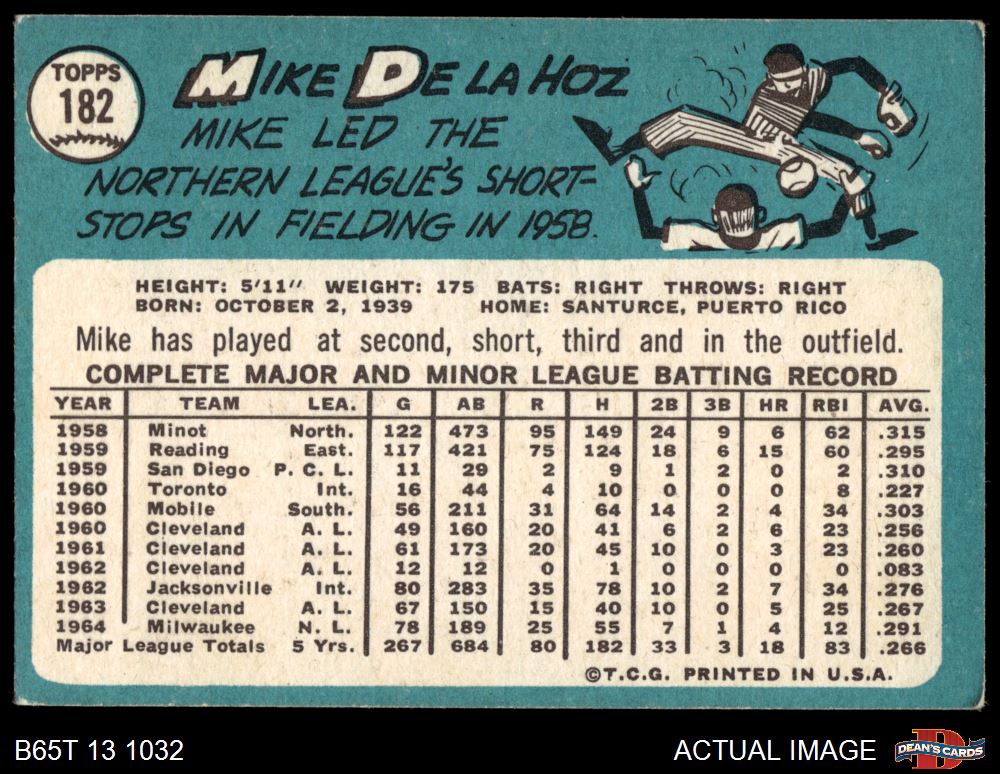 TOPPS
182
MIKE DE LA HOZ
MIKE LED THE
NORTHERN LEAGUE'S SHORT-
STOPS IN FIELDING IN 1958.
HEIGHT: 5'11" WEIGHT: 175 BATS: RIGHT THROWS: RIGHT
BORN: OCTOBER 2, 1939 HOME: SANTURCE, PUERTO RICO
Mike has played at second, short, third and in the outfield.
COMPLETE MAJOR AND MINOR LEAGUE BATTING RECORD
YEAR TEAM LEA. G AB R H 2B 3B HR RBI AVG.
1958 Minot North. 122 473 95 149 24 9 6 62 .315
1959 Reading East. 117 421 75 124 18 6 15 60 .295
1959 San Diego P. C. L. 11 29 2 9 1 2 0 2 .310
1960 Toronto Int. 16 44 4 10 0 0 0 8 .227
1960 Mobile South. 56 211 31 64 14 2 4 34 .303
1960 Cleveland A. L. 49 160 20 41 6 2 6 23 .256
1961 Cleveland A. L. 61 173 20 45 10 0 3 23 .260
1962 Cleveland A. L. 12 12 0 1 0 0 0 0 .083
1962 Jacksonville Int. 80 283 35 78 10 2 7 34 .276
1963 Cleveland A. L. 67 150 15 40 10 0 5 25 .267
1964 Milwaukee N. L. 78 189 25 55 7 1 4 12 .291
Major League Totals 5 Yrs. 267 684 80 182 33 3 18 83 .266
©T.C.G. PRINTED IN U.S.A.
B65T 13 1032
ACTUAL IMAGE
D
DEAN'S CARDS